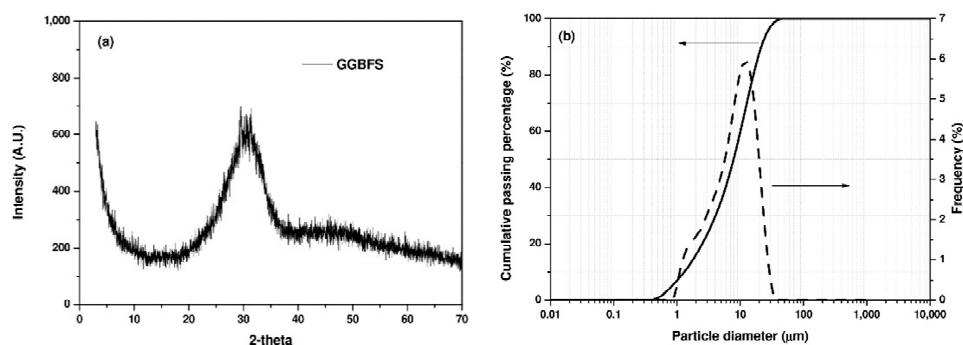 (a)
GGBFS
1,000
800
600
400
200
0
0 10 20 30 40 50 60 70
2-theta
Intensity (A.U.)
(b)
100
80
60
40
20
0
7
6
5
4
3
2
1
0
0.01 0.1 1 10 100 1,000 10,000
Particle diameter (μm)
Cumulative passing percentage (%)
Frequency (%)